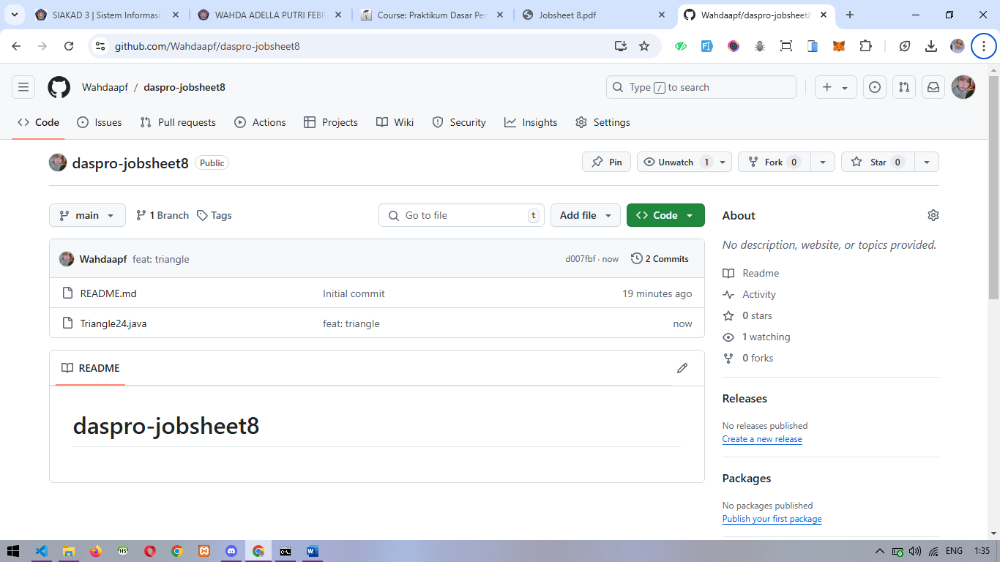 SIAKAD 3 | Sistem Informasi
WAHDA ADELLA PUTRI FEBR
Course: Praktikum Dasar Per
Jobsheet 8.pdf
Wahdaapf/daspro-jobsheet8
github.com/Wahdaapf/daspro-jobsheet8
Wahdaapf / daspro-jobsheet8
Type / to search
Code Issues Pull requests Actions Projects Wiki Security Insights Settings
daspro-jobsheet8 Public
Pin Unwatch 1 Fork 0 Star 0
main 1 Branch Tags Go to file t Add file Code
Wahdaapf feat: triangle d007fbf · now 2 Commits
README.md Initial commit 19 minutes ago
Triangle24.java feat: triangle now
README
daspro-jobsheet8
About
No description, website, or topics provided.
Readme
Activity
0 stars
1 watching
0 forks
Releases
No releases published
Create a new release
Packages
No packages published
Publish your first package
ENG 1:35